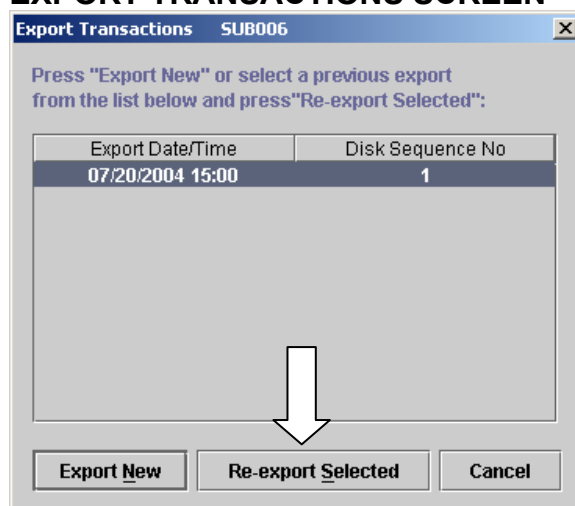 EXPORT TRANSACTIONS SCREEN
Export Transactions SUB006
Press "Export New" or select a previous export
from the list below and press"Re-export Selected":
Export Date/Time Disk Sequence No
07/20/2004 15:00 1
Export New Re-export Selected Cancel